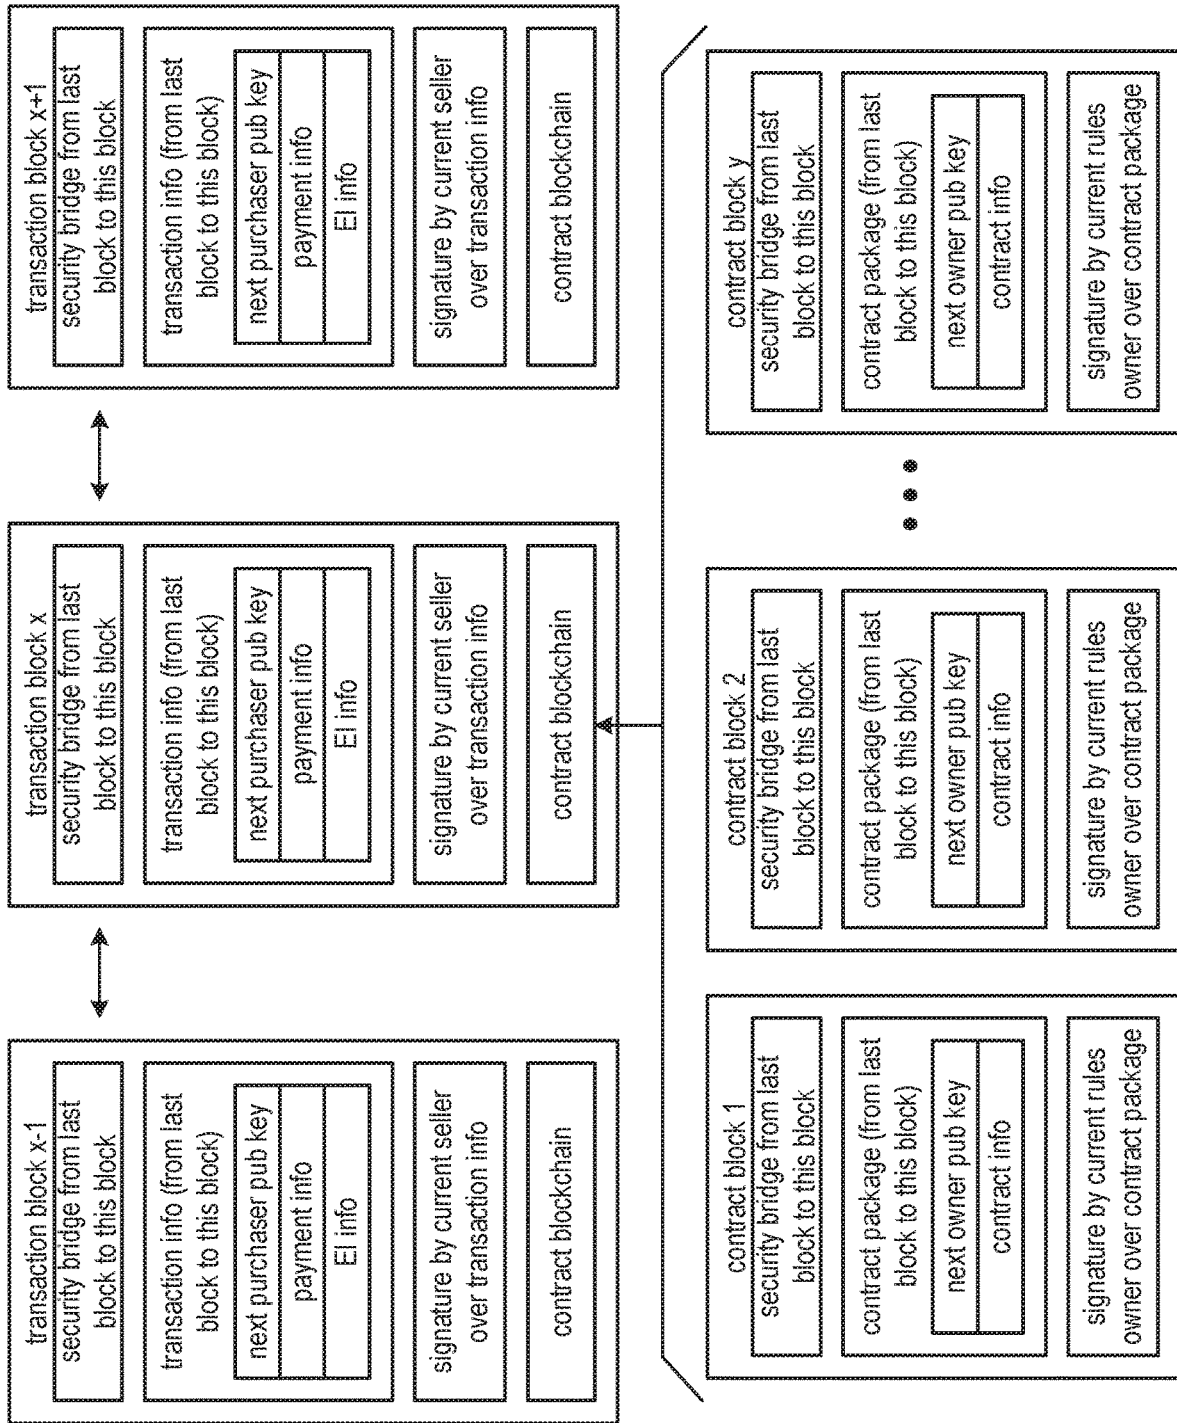 transaction block x-1
security bridge from last
block to this block
transaction info (from last
block to this block)
next purchaser pub key
payment info
EI info
signature by current seller
over transaction info
contract blockchain
transaction block x
security bridge from last
block to this block
transaction info (from last
block to this block)
next purchaser pub key
payment info
EI info
signature by current seller
over transaction info
contract blockchain
transaction block x+1
security bridge from last
block to this block
transaction info (from last
block to this block)
next purchaser pub key
payment info
EI info
signature by current seller
over transaction info
contract blockchain
contract block 1
security bridge from last
block to this block
contract package (from last
block to this block)
next owner pub key
contract info
signature by current rules
owner over contract package
contract block 2
security bridge from last
block to this block
contract package (from last
block to this block)
next owner pub key
contract info
signature by current rules
owner over contract package
contract block y
security bridge from last
block to this block
contract package (from last
block to this block)
next owner pub key
contract info
signature by current rules
owner over contract package